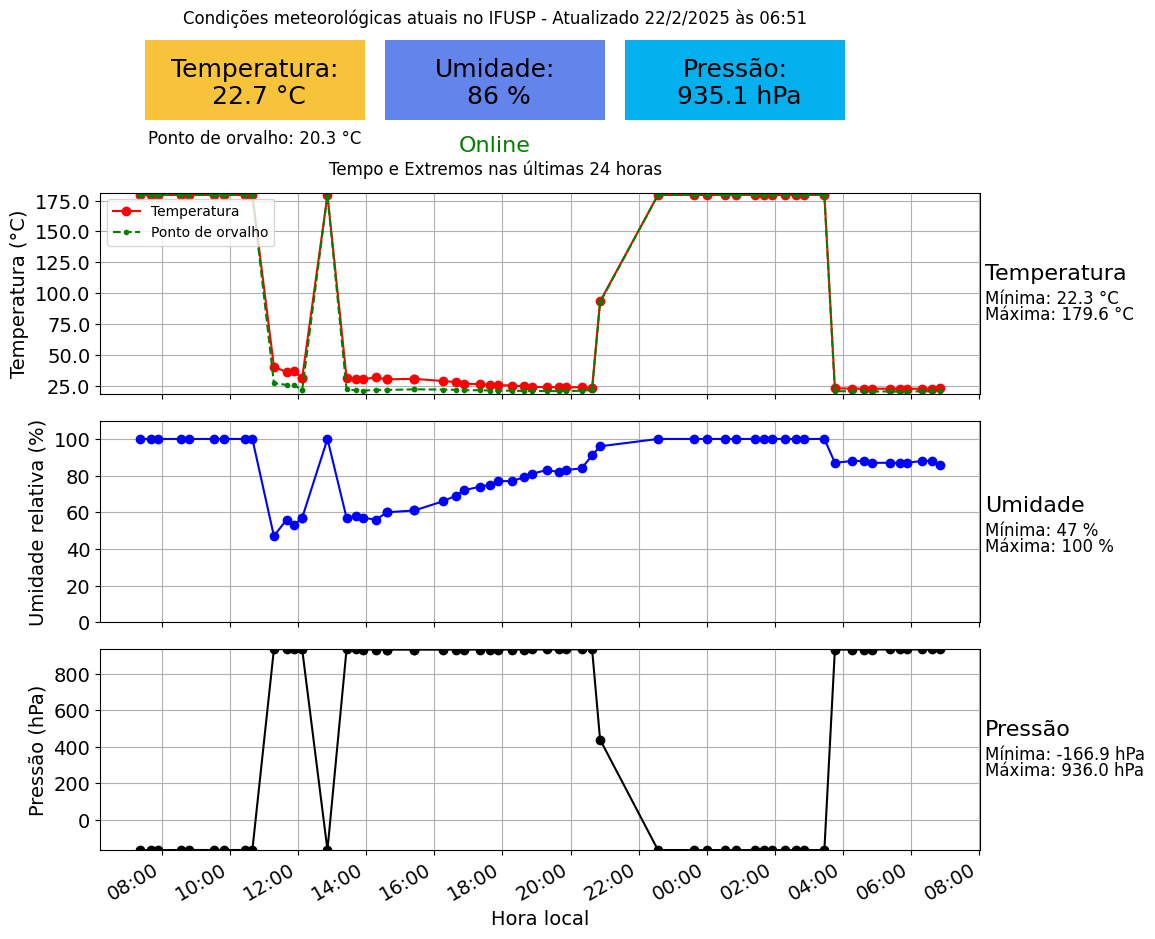 Condições meteorológicas atuais no IFUSP - Atualizado 22/2/2025 às 06:51
Temperatura:
22.7 °C
Umidade:
86 %
Pressão:
935.1 hPa
Ponto de orvalho: 20.3 °C
Online
Tempo e Extremos nas últimas 24 horas
Temperatura (°C)
175.0
150.0
125.0
100.0
75.0
50.0
25.0
Temperatura
Ponto de orvalho
Temperatura
Mínima: 22.3 °C
Máxima: 179.6 °C
Umidade relativa (%)
100
80
60
40
20
0
Umidade
Mínima: 47 %
Máxima: 100 %
Pressão (hPa)
800
600
400
200
0
Pressão
Mínima: -166.9 hPa
Máxima: 936.0 hPa
08:00 10:00 12:00 14:00 16:00 18:00 20:00 22:00 00:00 02:00 04:00 06:00 08:00
Hora local